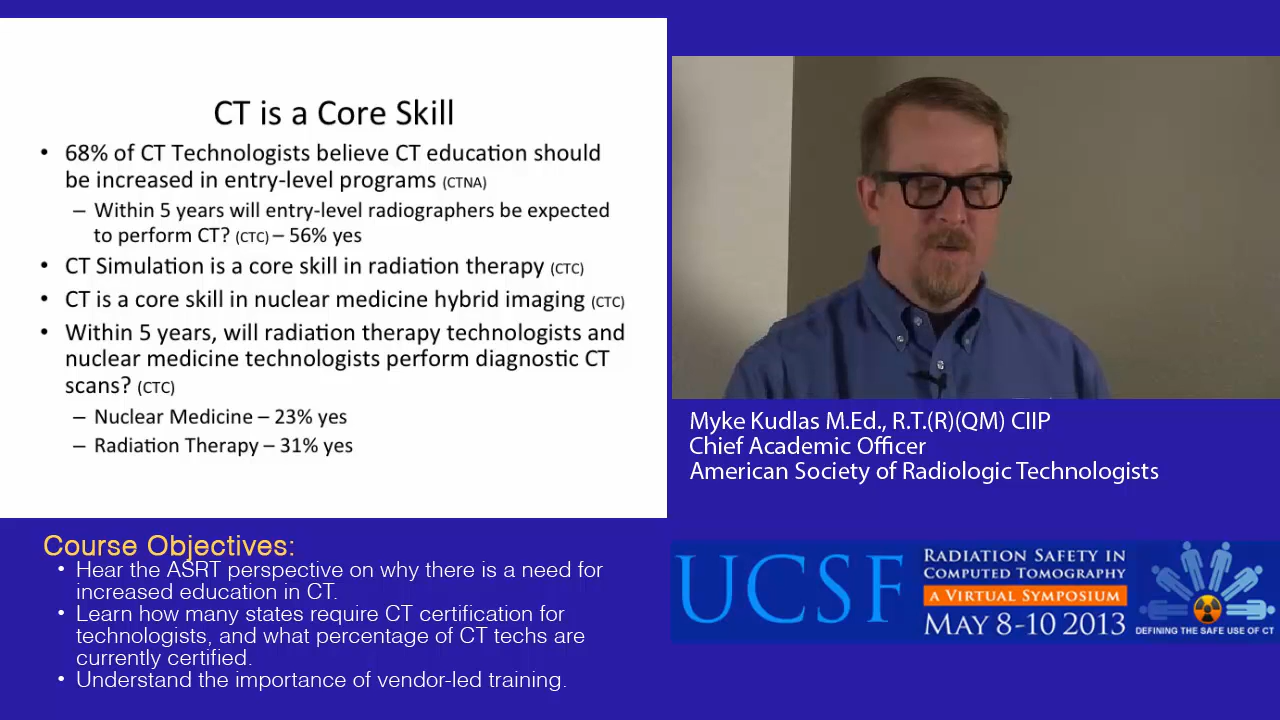 CT is a Core Skill
• 68% of CT Technologists believe CT education should
be increased in entry-level programs (CTNA)
– Within 5 years will entry-level radiographers be expected
to perform CT? (CTC) – 56% yes
• CT Simulation is a core skill in radiation therapy (CTC)
• CT is a core skill in nuclear medicine hybrid imaging (CTC)
• Within 5 years, will radiation therapy technologists and
nuclear medicine technologists perform diagnostic CT
scans? (CTC)
– Nuclear Medicine – 23% yes
– Radiation Therapy – 31% yes
Myke Kudlas M.Ed., R.T.(R)(QM) CIIP
Chief Academic Officer
American Society of Radiologic Technologists
Course Objectives:
• Hear the ASRT perspective on why there is a need for
increased education in CT.
• Learn how many states require CT certification for
technologists, and what percentage of CT techs are
currently certified.
• Understand the importance of vendor-led training.
UCSF
RADIATION SAFETY IN
COMPUTED TOMOGRAPHY
A VIRTUAL SYMPOSIUM
MAY 8-10 2013
DEFINING THE SAFE USE OF CT